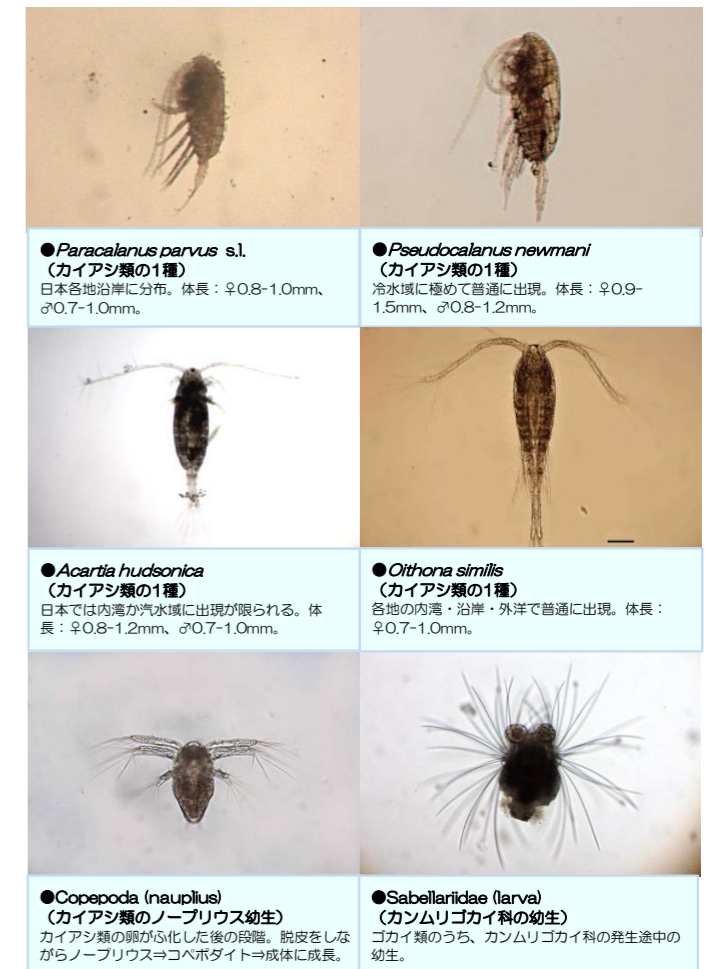 ●Paracalanus parvus s.l.
（カイアシ類の1種）
日本各地沿岸に分布。体長：♀0.8-1.0mm、
♂0.7-1.0mm。
●Pseudocalanus newmani
（カイアシ類の1種）
冷水域に極めて普通に出現。体長：♀0.9-
1.5mm、♂0.8-1.2mm。
●Acartia hudsonica
（カイアシ類の1種）
日本では内湾か汽水域に出現が限られる。体
長：♀0.8-1.2mm、♂0.7-1.0mm。
●Oithona similis
（カイアシ類の1種）
各地の内湾・沿岸・外洋で普通に出現。体長：
♀0.7-1.0mm。
●Copepoda (nauplius)
（カイアシ類のノープリウス幼生）
カイアシ類の卵がふ化した後の段階。脱皮をしな
がらノープリウス⇒コペポダイト⇒成体に成長。
●Sabellariidae (larva)
（カンムリゴカイ科の幼生）
ゴカイ類のうち、カンムリゴカイ科の発生途中の
幼生。